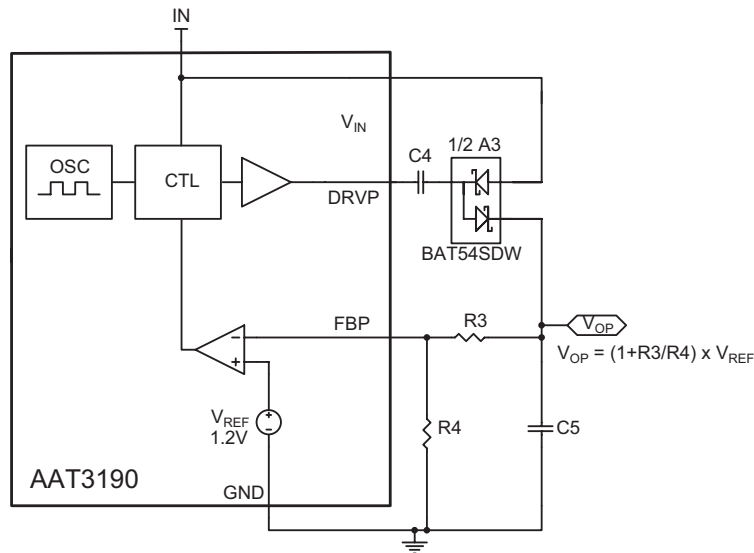 IN
V_IN
1/2 A3
C4
OSC
CTL
DRVP
BAT54SDW
FBP
R3
V_OP
V_OP = (1+R3/R4) x V_REF
−
+
V_REF
1.2V
+
−
R4
C5
AAT3190
GND